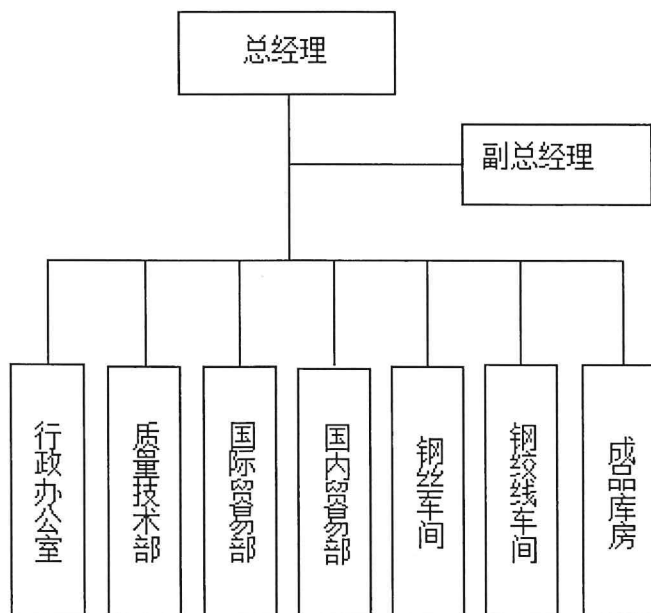 总经理
副总经理
行政办公室
质量技术部
国际贸易部
国内贸易部
钢丝车间
钢绞线车间
成品库房